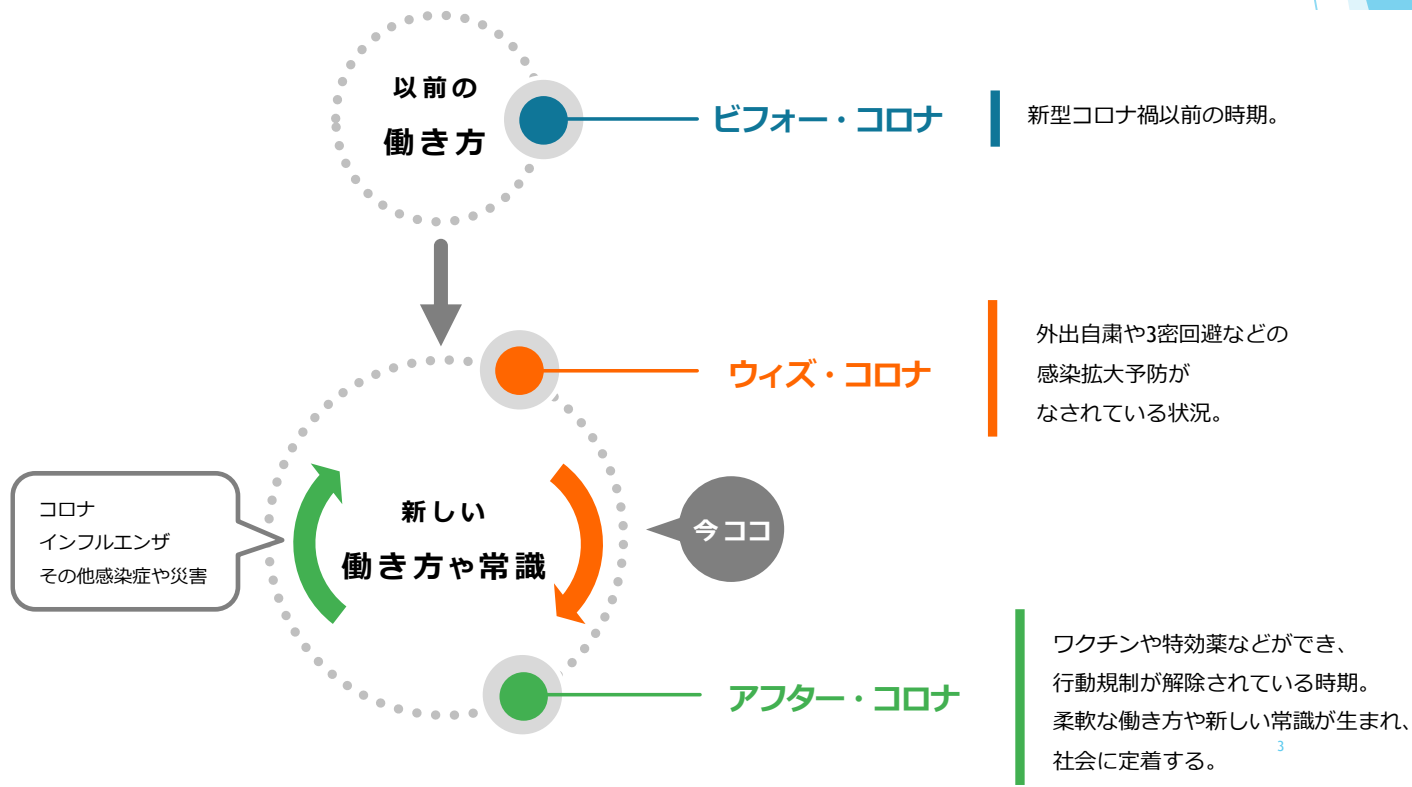 以前の
働き方
ビフォー・コロナ
新型コロナ禍以前の時期。
ウィズ・コロナ
外出自粛や3密回避などの
感染拡大予防が
なされている状況。
コロナ
インフルエンザ
その他感染症や災害
新しい
働き方や常識
今ココ
アフター・コロナ
ワクチンや特効薬などができ、
行動規制が解除されている時期。
柔軟な働き方や新しい常識が生まれ、
社会に定着する。
3